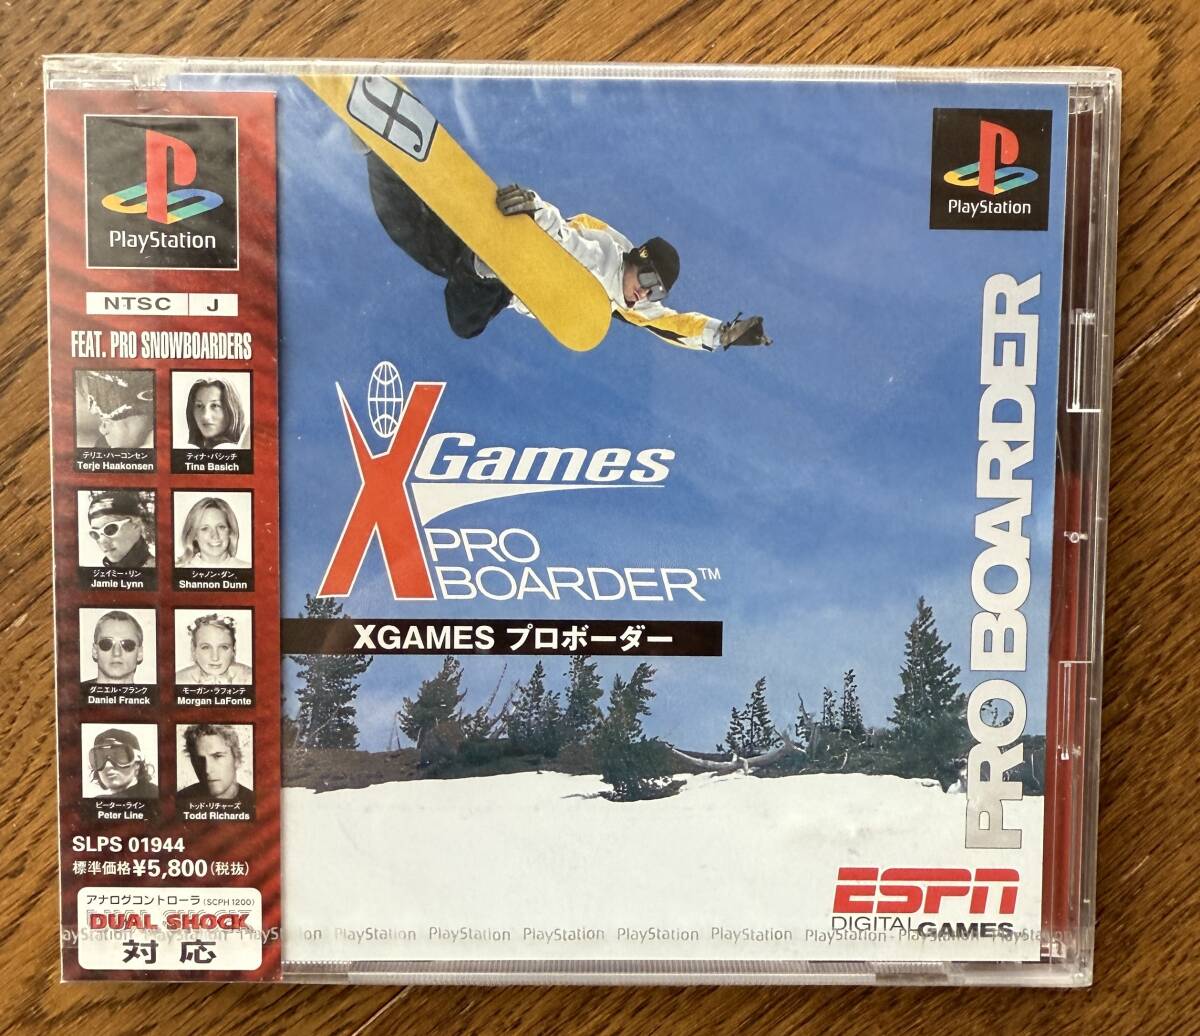 PlayStation
NTSC J
FEAT. PRO SNOWBOARDERS
テリエ・ハーコンセン
Terje Haakonsen
ティナ・バシッチ
Tina Basich
ジェイミー・リン
Jamie Lynn
シャノン・ダン
Shannon Dunn
ダニエル・フランク
Daniel Franck
モーガン・ラフォンテ
Morgan LaFonte
ピーター・ライン
Peter Line
トッド・リチャーズ
Todd Richards
SLPS 01944
標準価格¥5,800(税抜)
アナログコントローラ(SCPH 1200)
DUAL SHOCK
対応
PlayStation
f
XGames
PRO
BOARDER™
XGAMES プロボーダー
PRO BOARDER
ESPN
DIGITAL GAMES
ayStation PlayStation PlayStation PlayStation PlayStation PlayStation PlayStation PlayStation PlayStation PlayStation